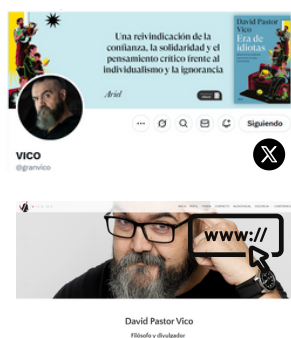 Una reivindicación de la
confianza, la solidaridad y el
pensamiento crítico frente al
individualismo y la ignorancia
Ariel
David Pastor
Vico
Era de
idiotas
Siguiendo
VICO
@granvico
WWW://
David Pastor Vico
Filósofo y divulgador